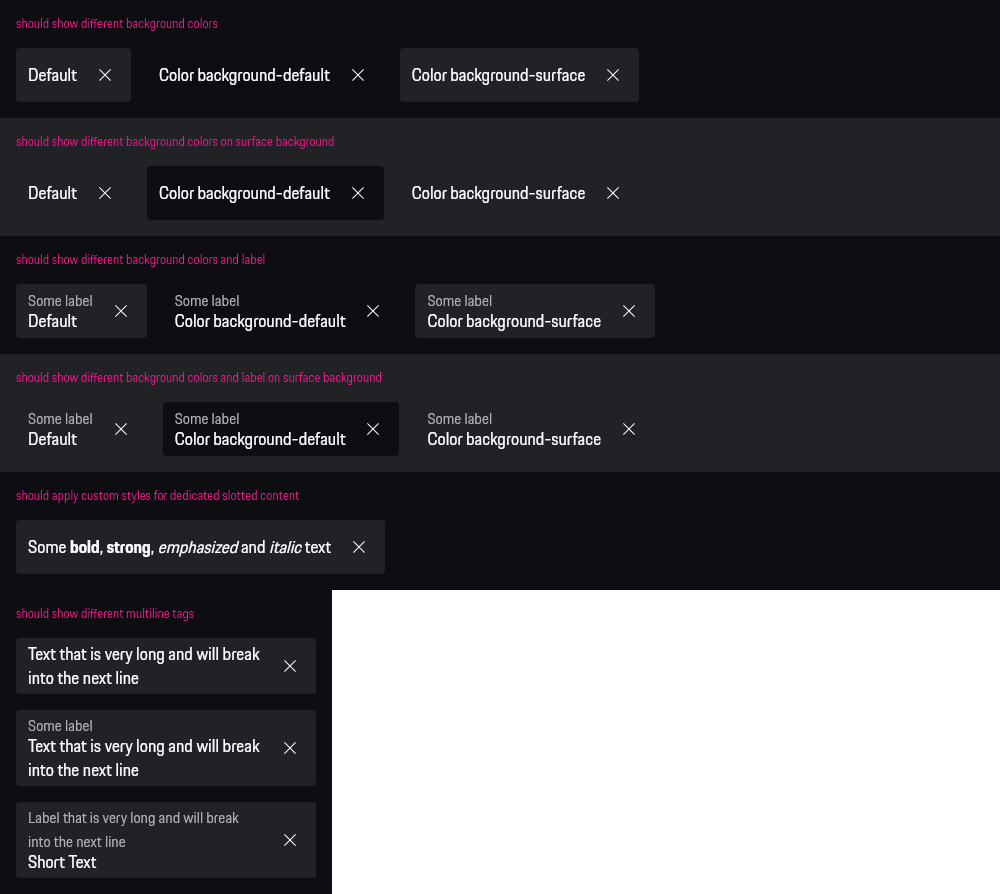 should show different background colors
Default
Color background-default
Color background-surface
should show different background colors on surface background
Default
Color background-default
Color background-surface
should show different background colors and label
Some label
Default
Some label
Color background-default
Some label
Color background-surface
should show different background colors and label on surface background
Some label
Default
Some label
Color background-default
Some label
Color background-surface
should apply custom styles for dedicated slotted content
Some bold, strong, emphasized and italic text
should show different multiline tags
Text that is very long and will break
into the next line
Some label
Text that is very long and will break
into the next line
Label that is very long and will break
into the next line
Short Text